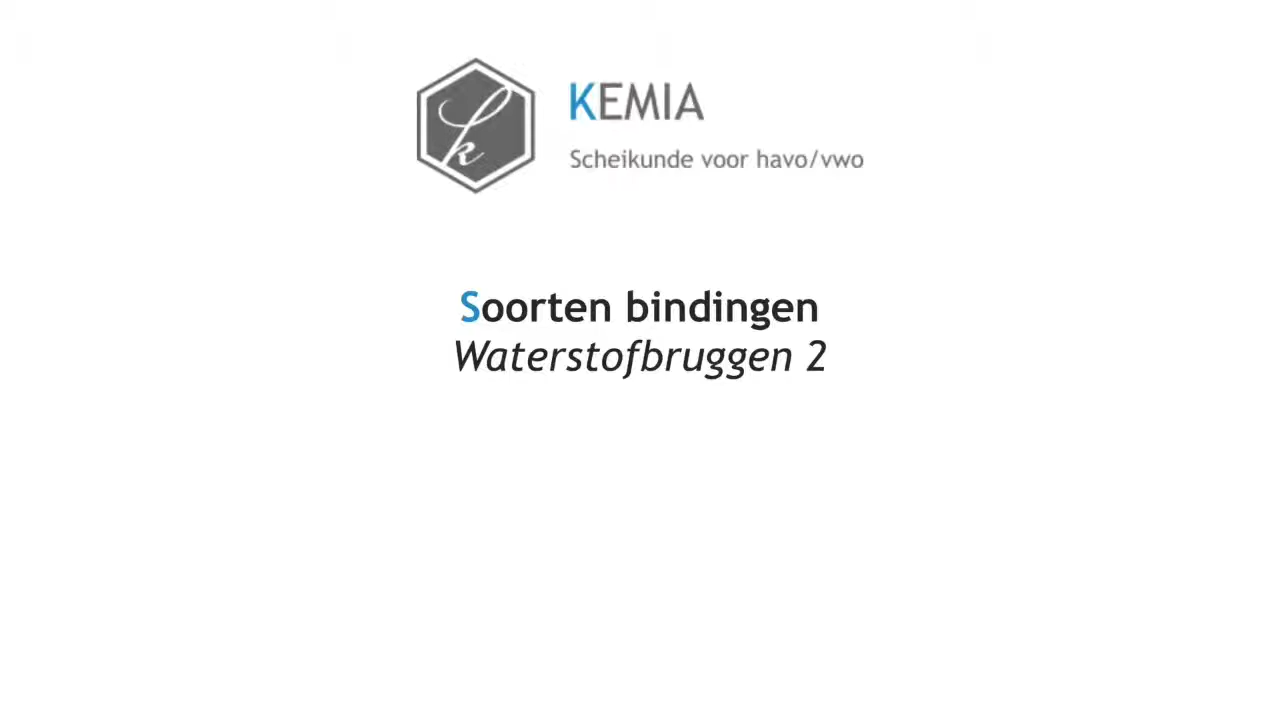 k
KEMIA
Scheikunde voor havo/vwo
Soorten bindingen
Waterstofbruggen 2